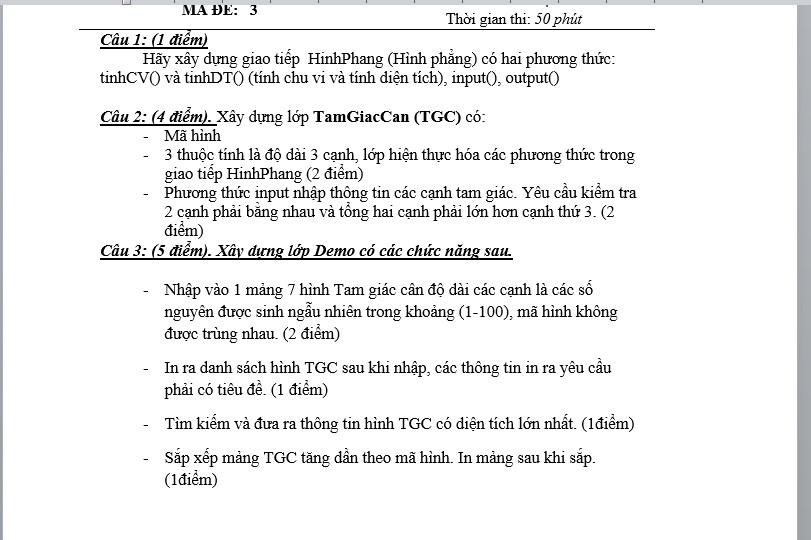 MÃ ĐỀ: 3
Thời gian thi: 50 phút
Câu 1: (1 điểm)
Hãy xây dựng giao tiếp HinhPhang (Hình phẳng) có hai phương thức:
tinhCV() và tinhDT() (tính chu vi và tính diện tích), input(), output()
Câu 2: (4 điểm). Xây dựng lớp TamGiacCan (TGC) có:
- Mã hình
- 3 thuộc tính là độ dài 3 cạnh, lớp hiện thực hóa các phương thức trong
giao tiếp HinhPhang (2 điểm)
- Phương thức input nhập thông tin các cạnh tam giác. Yêu cầu kiểm tra
2 cạnh phải bằng nhau và tổng hai cạnh phải lớn hơn cạnh thứ 3. (2
điểm)
Câu 3: (5 điểm). Xây dựng lớp Demo có các chức năng sau.
- Nhập vào 1 mảng 7 hình Tam giác cân độ dài các cạnh là các số
nguyên được sinh ngẫu nhiên trong khoảng (1-100), mã hình không
được trùng nhau. (2 điểm)
- In ra danh sách hình TGC sau khi nhập, các thông tin in ra yêu cầu
phải có tiêu đề. (1 điểm)
- Tìm kiếm và đưa ra thông tin hình TGC có diện tích lớn nhất. (1điểm)
- Sắp xếp mảng TGC tăng dần theo mã hình. In mảng sau khi sắp.
(1điểm)